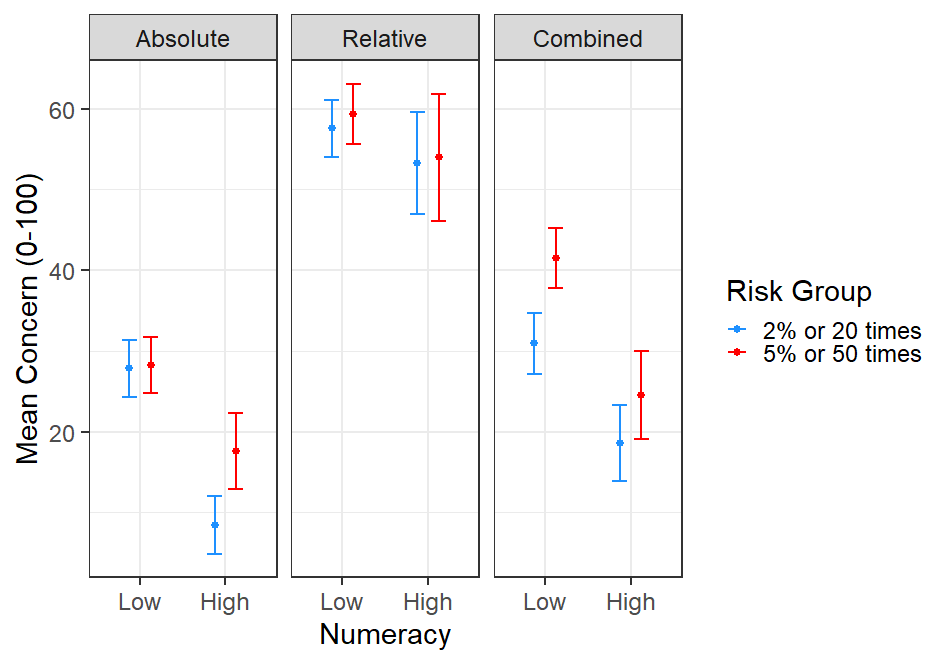 Absolute
Relative
Combined
Mean Concern (0-100)
60
40
20
Low
High
Low
High
Low
High
Numeracy
Risk Group
2% or 20 times
5% or 50 times